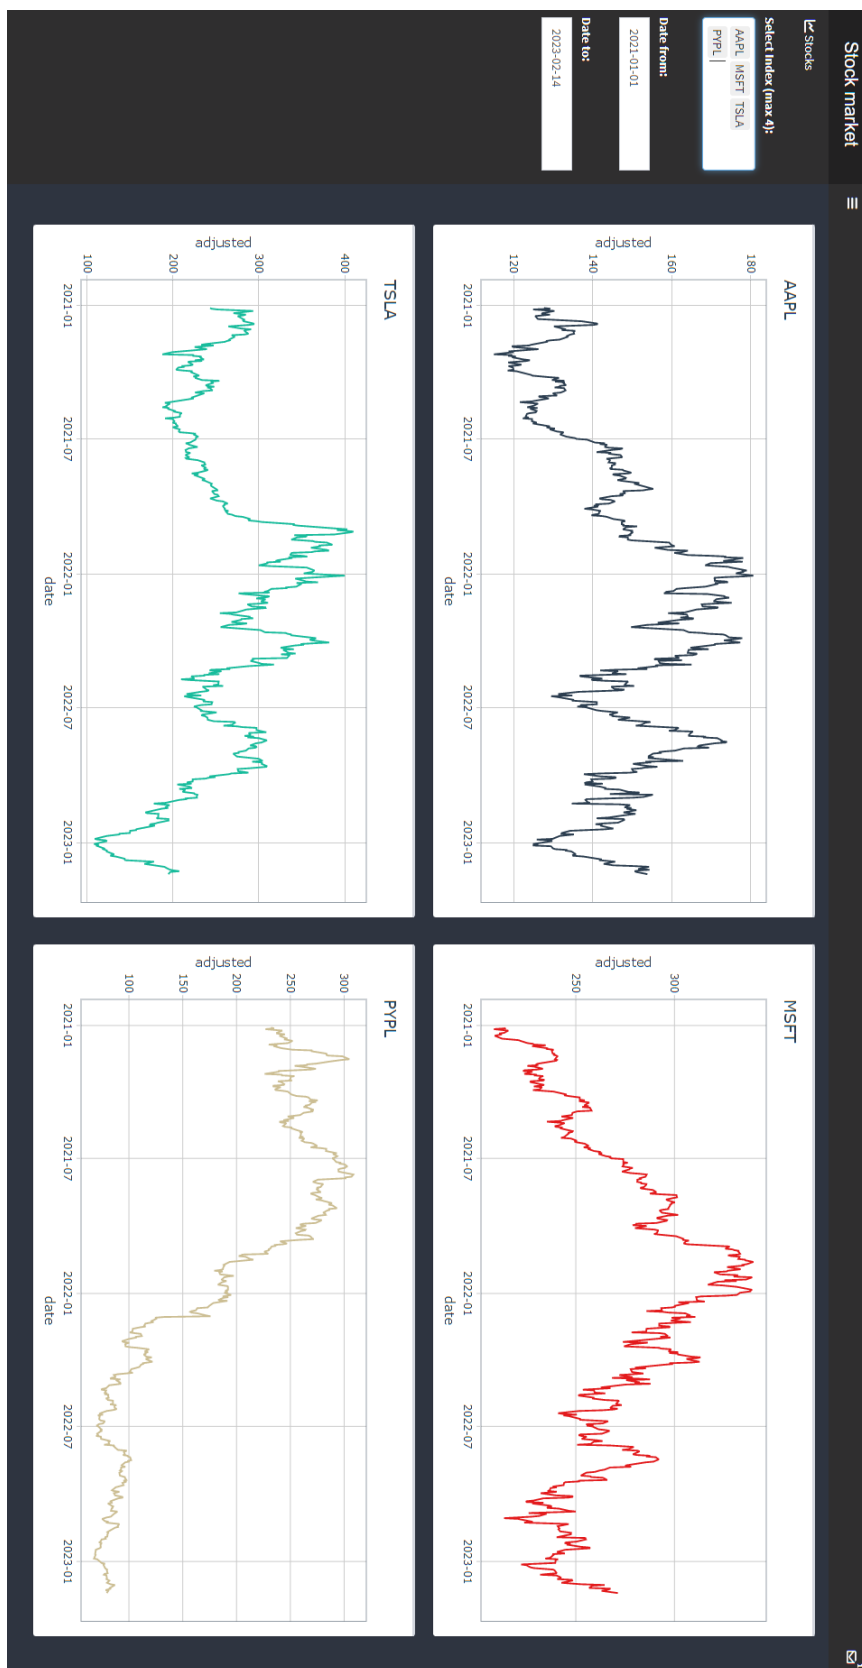 Stock market
Stocks
Select Index (max 4):
AAPL MSFT TSLA
PYPL
Date from:
2021-01-01
Date to:
2023-02-14
AAPL
adjusted
180
160
140
120
2021-01
2021-07
2022-01
2022-07
2023-01
date
MSFT
adjusted
300
250
2021-01
2021-07
2022-01
2022-07
2023-01
date
TSLA
adjusted
400
300
200
100
2021-01
2021-07
2022-01
2022-07
2023-01
date
PYPL
adjusted
300
250
200
150
100
2021-01
2021-07
2022-01
2022-07
2023-01
date